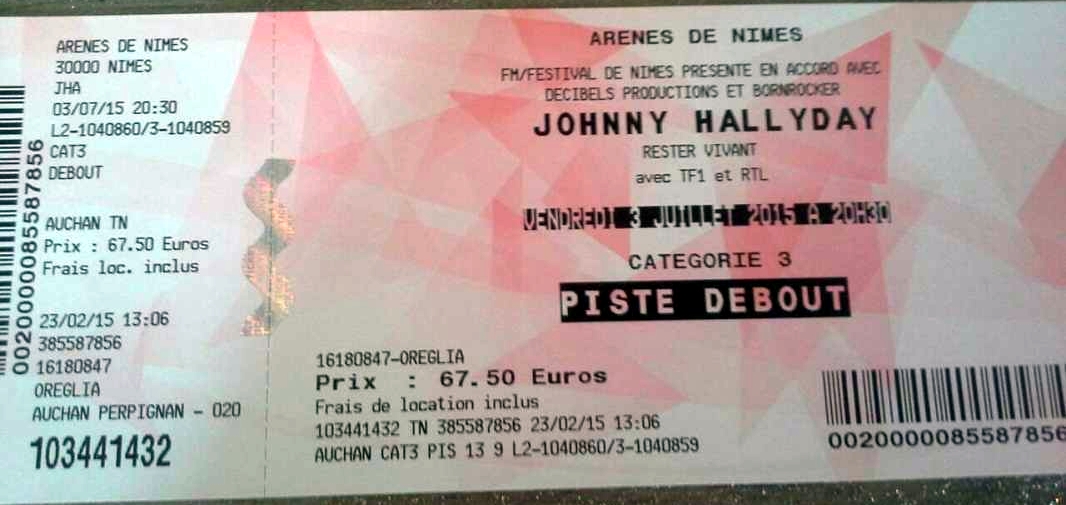 ARENES DE NIMES
30000 NIMES
JHA
03/07/15 20:30
L2-1040860/3-1040859
CAT3
DEBOUT
AUCHAN TN
Prix : 67.50 Euros
Frais loc. inclus
23/02/15 13:06
385587856
16180847
OREGLIA
AUCHAN PERPIGNAN - 020
103441432
0020000085587856
ARENES DE NIMES
FM/FESTIVAL DE NIMES PRESENTE EN ACCORD AVEC
DECIBELS PRODUCTIONS ET BORNROCKER
JOHNNY HALLYDAY
RESTER VIVANT
avec TF1 et RTL
VENDREDI 3 JUILLET 2015 A 20H30
CATEGORIE 3
PISTE DEBOUT
16180847-OREGLIA
Prix : 67.50 Euros
Frais de location inclus
103441432 TN 385587856 23/02/15 13:06
AUCHAN CAT3 PIS 13 9 L2-1040860/3-1040859
0020000085587856